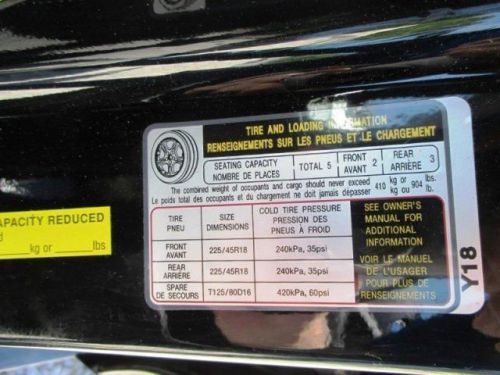 TIRE AND LOADING INFORMATION
RENSEIGNEMENTS SUR LES PNEUS ET LE CHARGEMENT
SEATING CAPACITY
NOMBRE DE PLACES
TOTAL 5
FRONT
AVANT 2
REAR
ARRIÈRE 3
The combined weight of occupants and cargo should never exceed
Le poids total des occupants et du chargement ne doit jamais dépasser
410 kg or 904 lbs.
kg ou lb.
CAPACITY REDUCED
kg or lbs
TIRE
PNEU
SIZE
DIMENSIONS
COLD TIRE PRESSURE
PRESSION DES
PNEUS À FROID
FRONT
AVANT
225/45R18
240kPa, 35psi
REAR
ARRIÈRE
225/45R18
240kPa, 35psi
SPARE
DE SECOURS
T125/80D16
420kPa, 60psi
SEE OWNER'S
MANUAL FOR
ADDITIONAL
INFORMATION
VOIR LE MANUEL
DE L'USAGER
POUR PLUS DE
RENSEIGNEMENTS
Y18